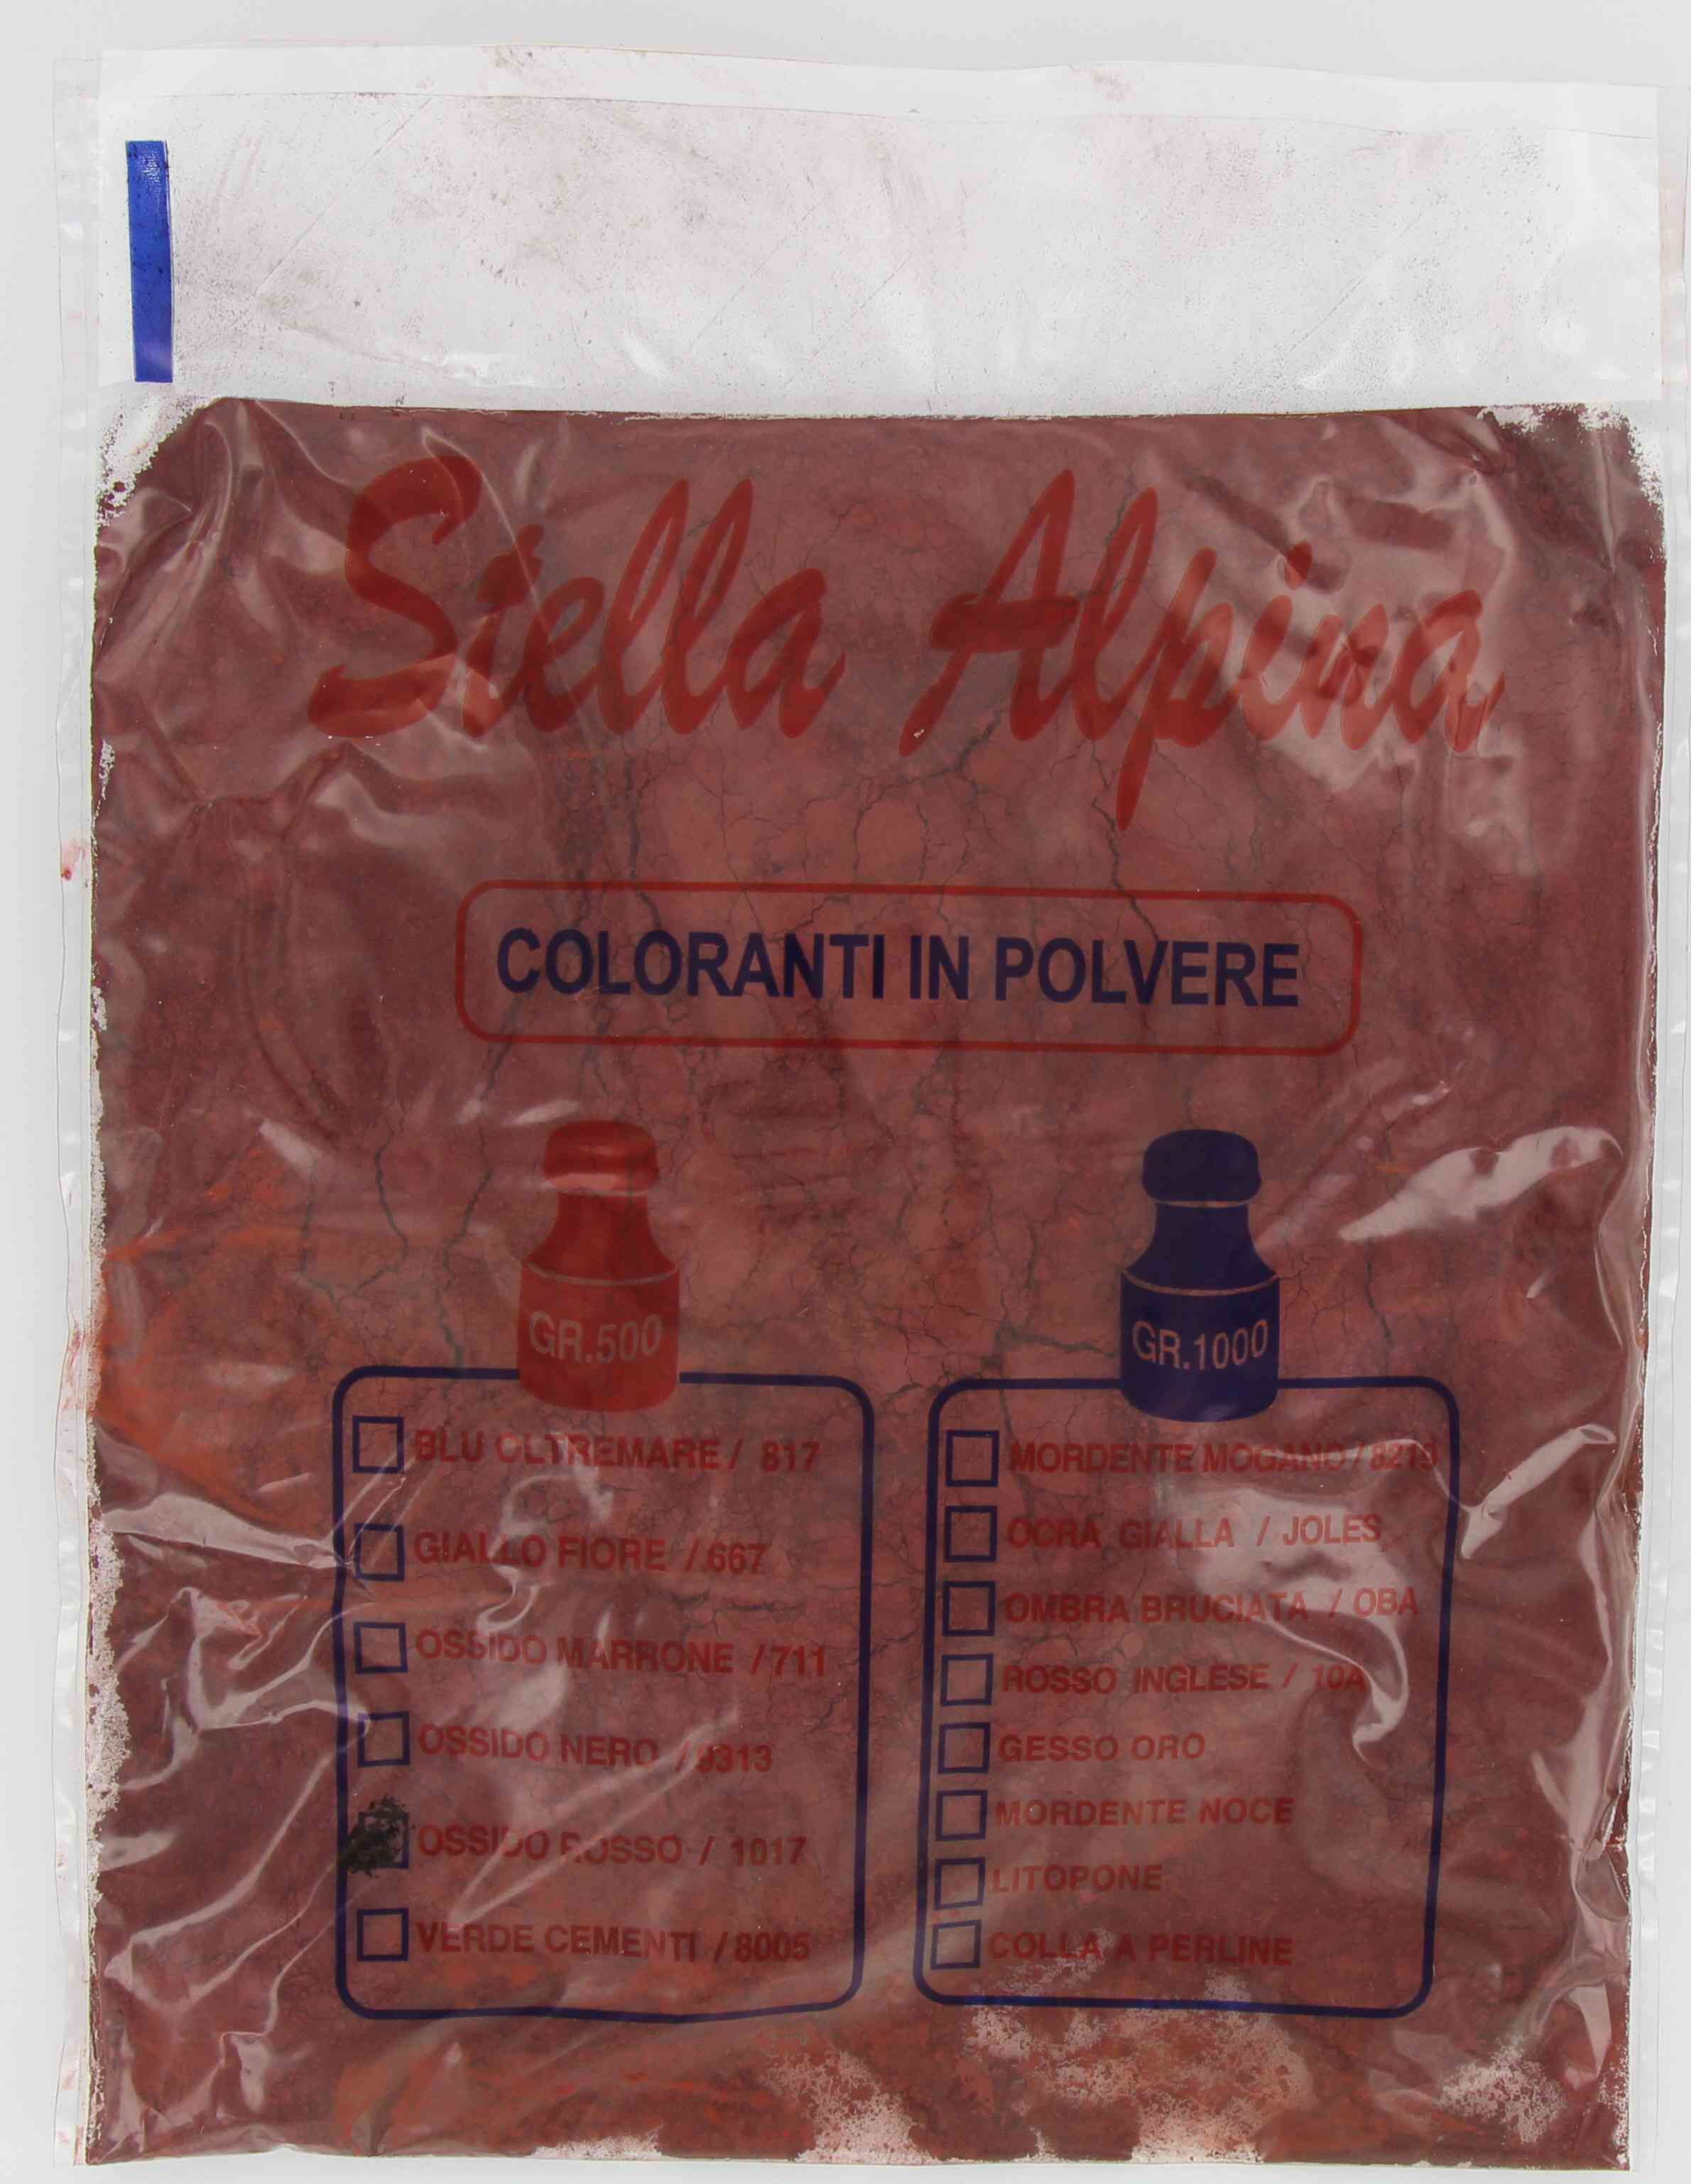 Stella Alpina
COLORANTI IN POLVERE
GR.500
BLU OLTREMARE / 817
GIALLO FIORE / 667
OSSIDO MARRONE / 711
OSSIDO NERO / 9313
OSSIDO ROSSO / 1017
VERDE CEMENTI / 8005
GR.1000
MORDENTE MOGANO / 8219
OCRA GIALLA / JOLES
OMBRA BRUCIATA / OBA
ROSSO INGLESE / 10A
GESSO ORO
MORDENTE NOCE
LITOPONE
COLLA A PERLINE